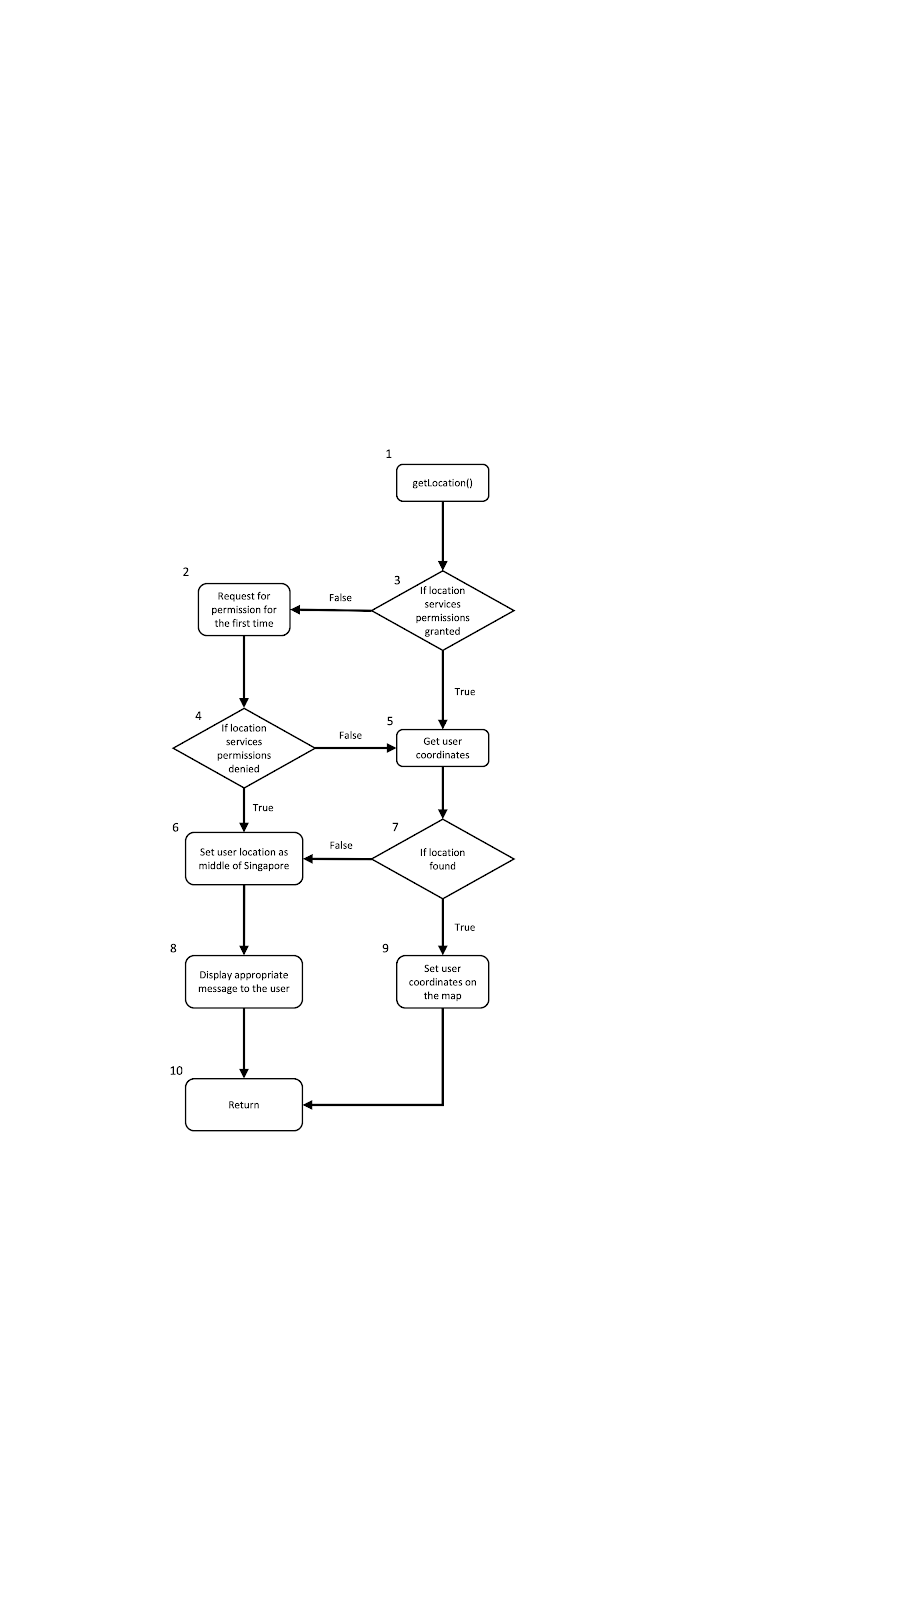 1
getLocation()
2
Request for
permission for
the first time
False
3
If location
services
permissions
granted
True
4
If location
services
permissions
denied
False
5
Get user
coordinates
True
6
Set user location as
middle of Singapore
False
7
If location
found
True
8
Display appropriate
message to the user
9
Set user
coordinates on
the map
10
Return